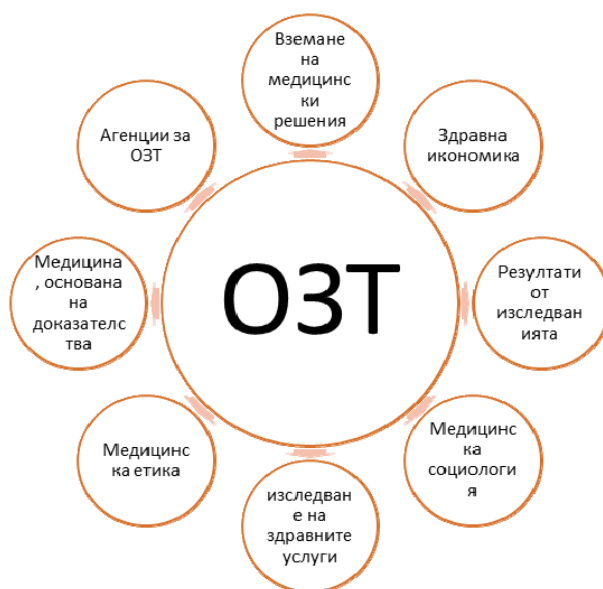 Вземане
на
медицинс
ки
решения
Здравна
икономика
Резултати
от
изследван
ията
Медицинс
ка
социологи
я
изследван
е на
здравните
услуги
Медицинс
ка етика
Медицина
, основана
на
доказателс
тва
Агенции за
ОЗТ
ОЗТ